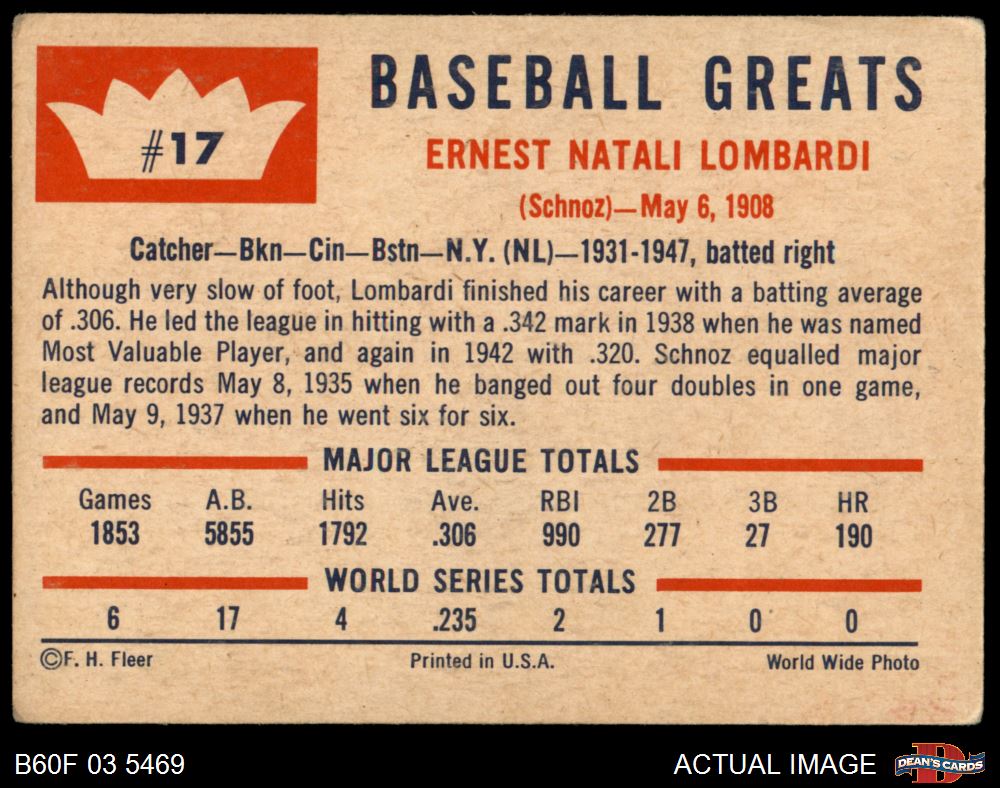 #17
BASEBALL GREATS
ERNEST NATALI LOMBARDI
(Schnoz)—May 6, 1908
Catcher—Bkn—Cin—Bstn—N.Y. (NL)—1931-1947, batted right
Although very slow of foot, Lombardi finished his career with a batting average
of .306. He led the league in hitting with a .342 mark in 1938 when he was named
Most Valuable Player, and again in 1942 with .320. Schnoz equalled major
league records May 8, 1935 when he banged out four doubles in one game,
and May 9, 1937 when he went six for six.
MAJOR LEAGUE TOTALS
Games A.B. Hits Ave. RBI 2B 3B HR
1853 5855 1792 .306 990 277 27 190
WORLD SERIES TOTALS
6 17 4 .235 2 1 0 0
©F. H. Fleer Printed in U.S.A. World Wide Photo
B60F 03 5469 ACTUAL IMAGE D DEAN'S CARDS